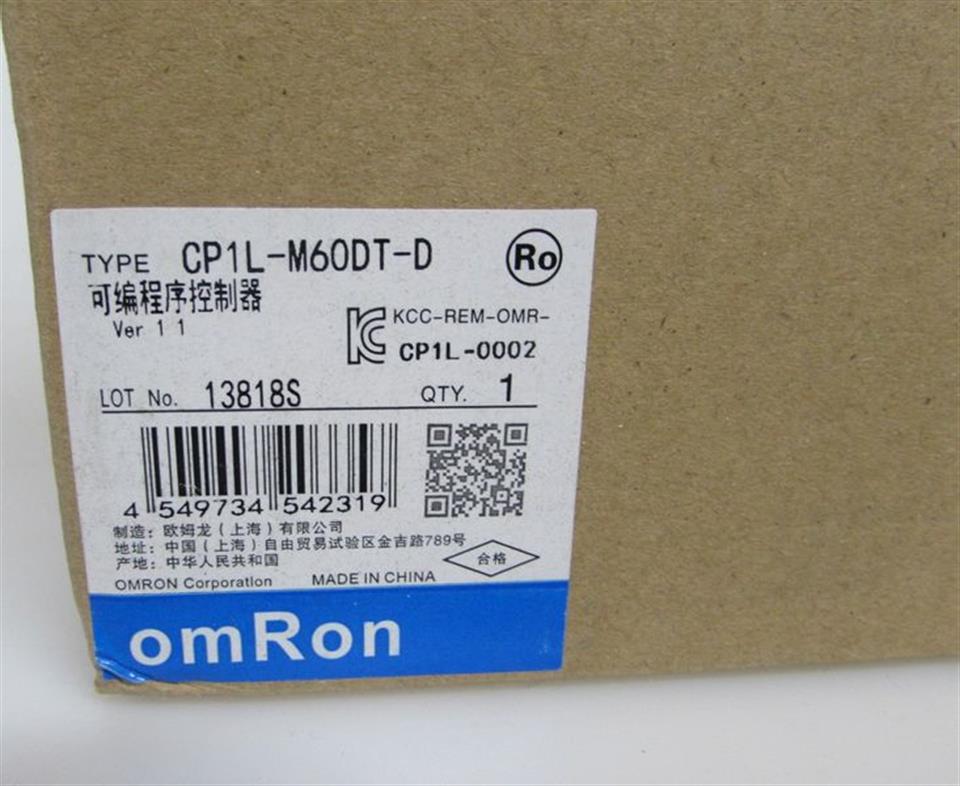 TYPE CP1L-M60DT-D Ro
可编程序控制器
Ver 1 1
KC KCC-REM-OMR-
CP1L-0002
LOT No. 13818S QTY. 1
4 549734 542319
制造：欧姆龙（上海）有限公司
地址：中国（上海）自由贸易试验区金吉路789号
产地：中华人民共和国
合格
OMRON Corporation MADE IN CHINA
omRon